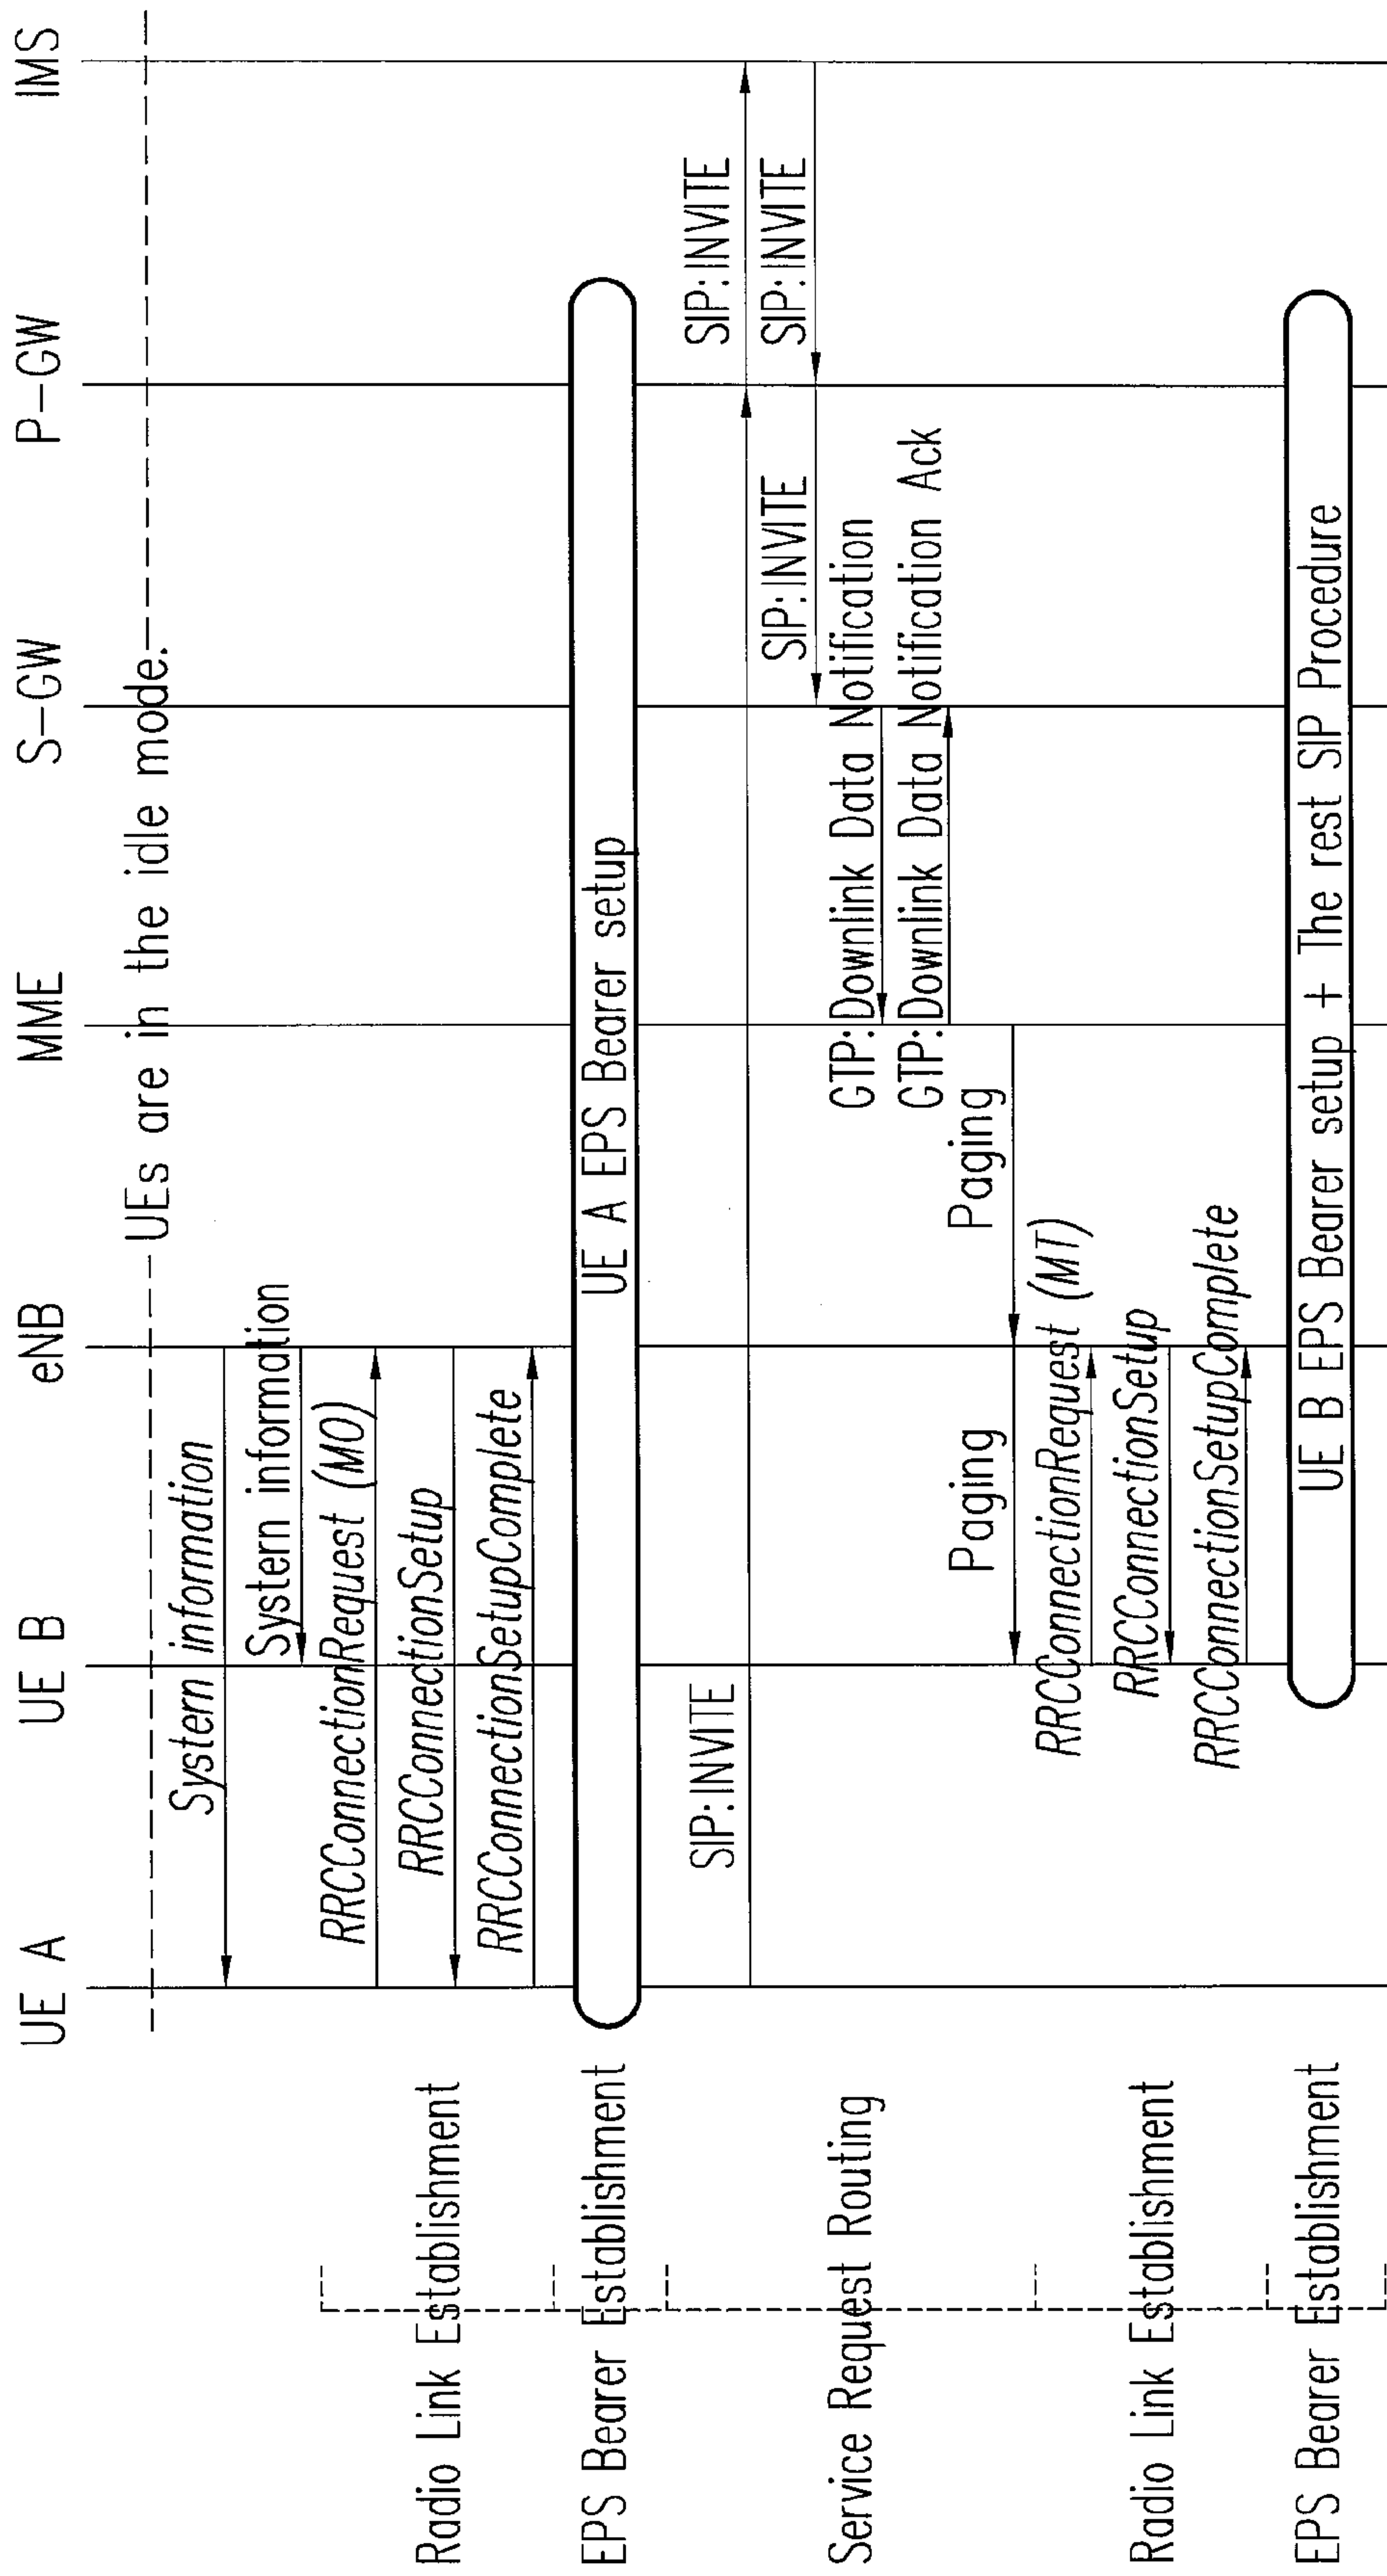 UE A
UE B
eNB
MME
S-GW
P-GW
IMS
UEs are in the idle mode.
System information
System information
RRCConnectionRequest (MO)
RRCConnectionSetup
RRCConnectionSetupComplete
Radio Link Establishment
UE A EPS Bearer setup
EPS Bearer Establishment
SIP:INVITE
SIP:INVITE
SIP:INVITE
SIP:INVITE
GTP:Downlink Data Notification
GTP:Downlink Data Notification Ack
Service Request Routing
Paging
Paging
RRCConnectionRequest (MT)
RRCConnectionSetup
RRCConnectionSetupComplete
Radio Link Establishment
UE B EPS Bearer setup + The rest SIP Procedure
EPS Bearer Establishment